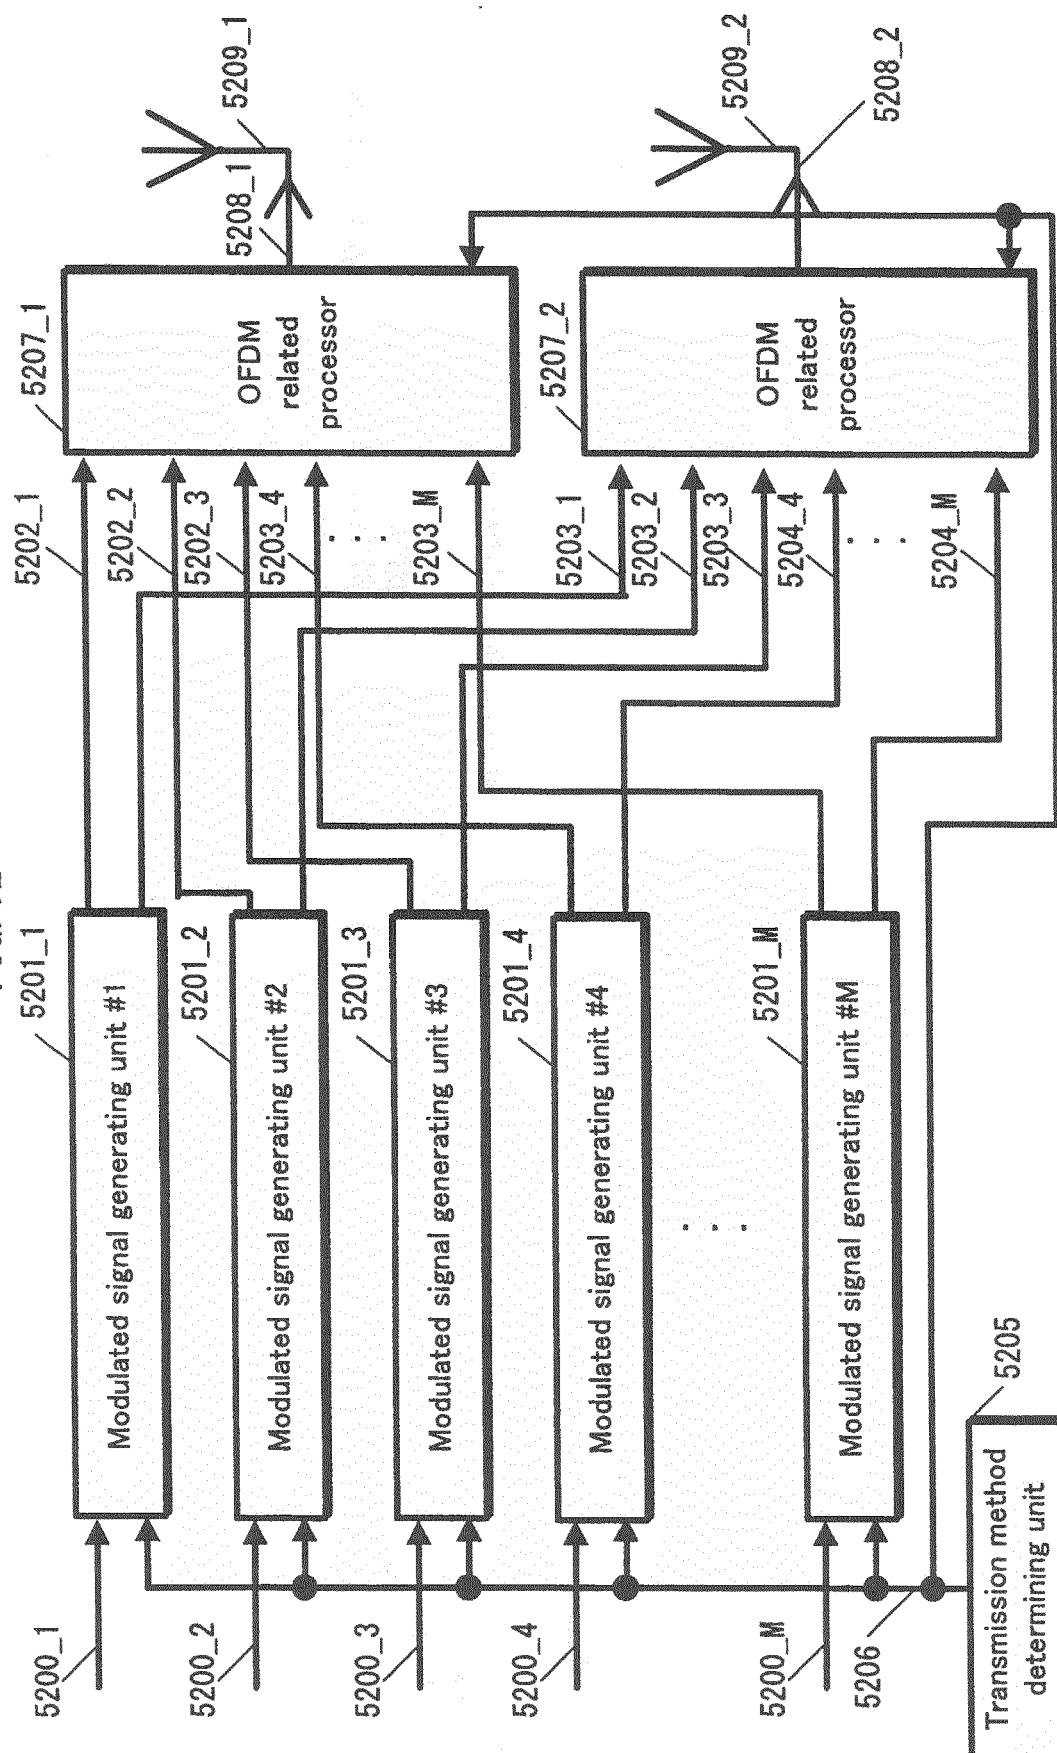 5200_1
5200_2
5200_3
5200_4
5200_M
5206
Transmission method
determining unit
5205
5201_1
Modulated signal generating unit #1
5201_2
Modulated signal generating unit #2
5201_3
Modulated signal generating unit #3
5201_4
Modulated signal generating unit #4
. . .
5201_M
Modulated signal generating unit #M
5202_1
5202_2
5202_3
5203_4
. . .
5203_M
5203_1
5203_2
5203_3
5204_4
. . .
5204_M
5207_1
OFDM
related
processor
5207_2
OFDM
related
processor
5208_1
5209_1
5209_2
5208_2